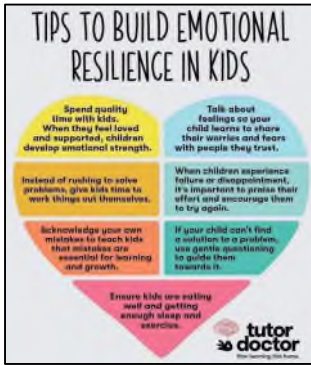 TIPS TO BUILD EMOTIONAL
RESILIENCE IN KIDS
Spend quality
time with kids.
When they feel loved
and supported, children
develop emotional strength.
Talk about
feelings so your
child learns to share
their worries and fears
with people they trust.
Instead of rushing to solve
problems, give kids time to
work things out themselves.
When children experience
failure or disappointment,
it's important to praise their
effort and encourage them
to try again.
Acknowledge your own
mistakes to teach kids
that mistakes are
essential for learning
and growth.
If your child can't find
a solution to a problem,
use gentle questioning
to guide them
towards it.
Ensure kids are eating
well and getting
enough sleep and
exercise.
tutor
doctor